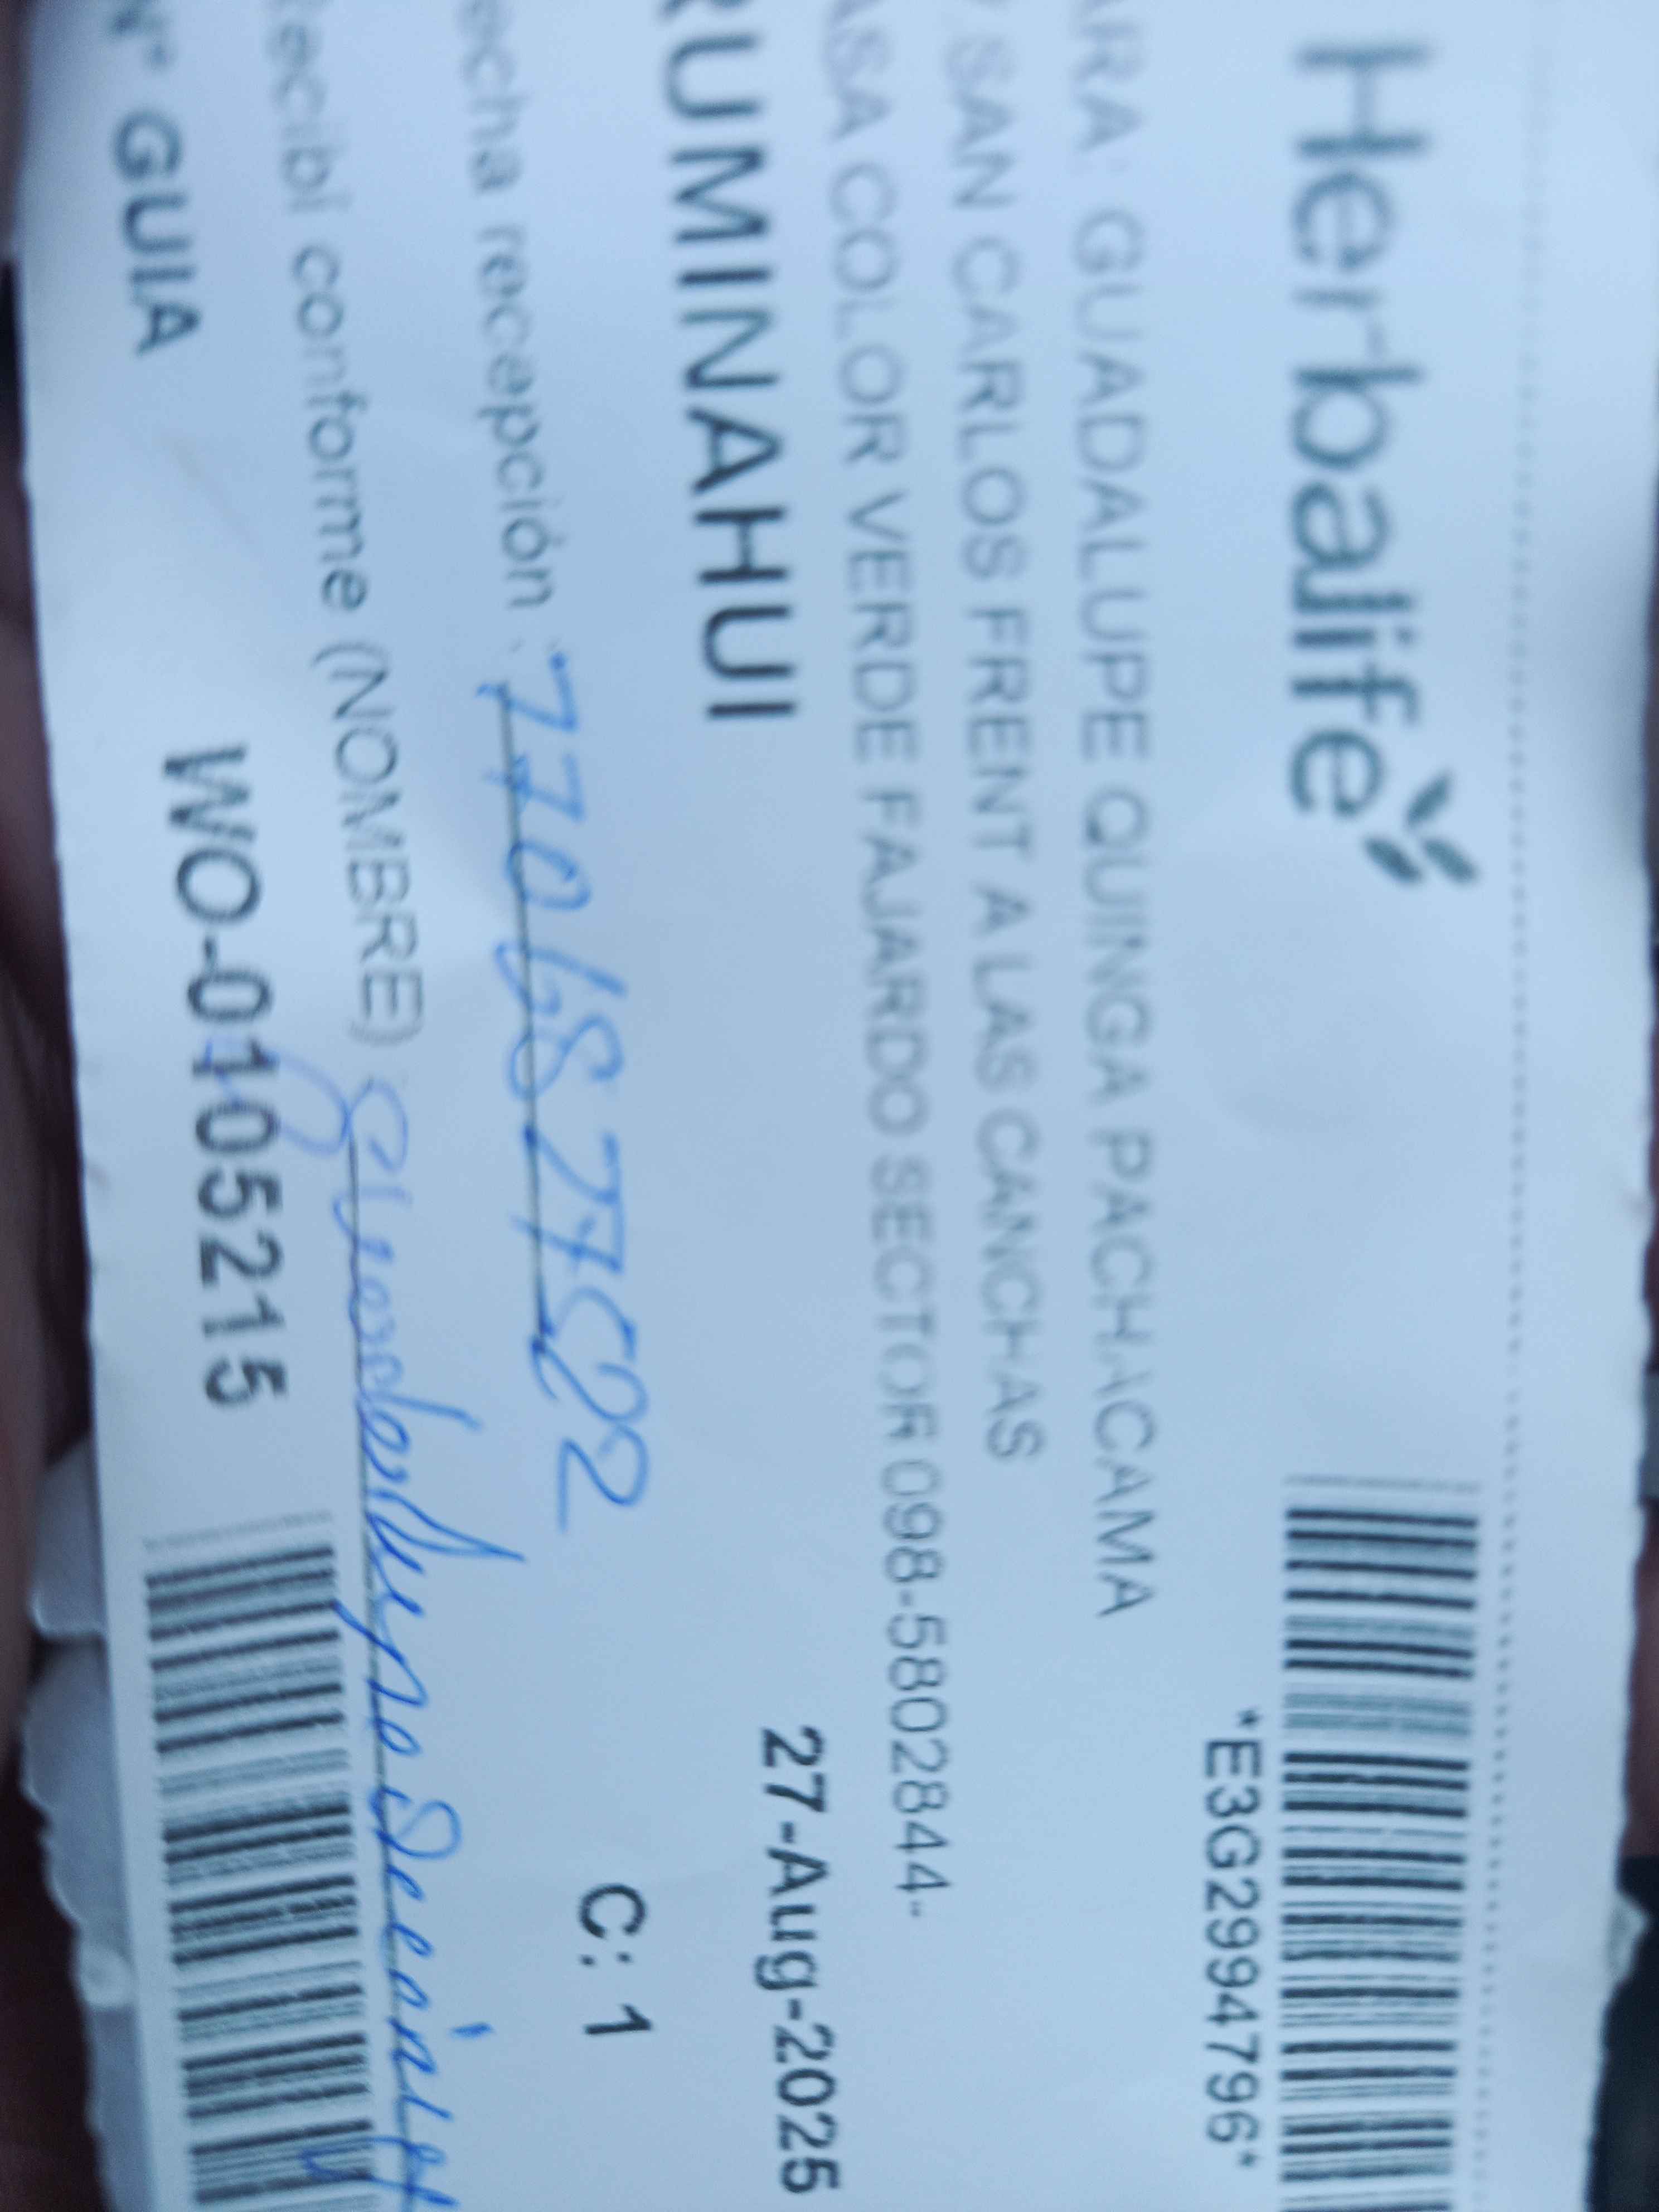 Herbalife
*E3G2994796*
ARA: GUADALUPE QUINGA PACHACAMA
SAN CARLOS FRENT A LAS CANCHAS
ASA COLOR VERDE FAJARDO SECTOR 098-5802844-
27-Aug-2025
RUMINAHUI
C: 1
echa recepción :
ecibí conforme (NOMBRE) :
N° GUIA WO-0105215